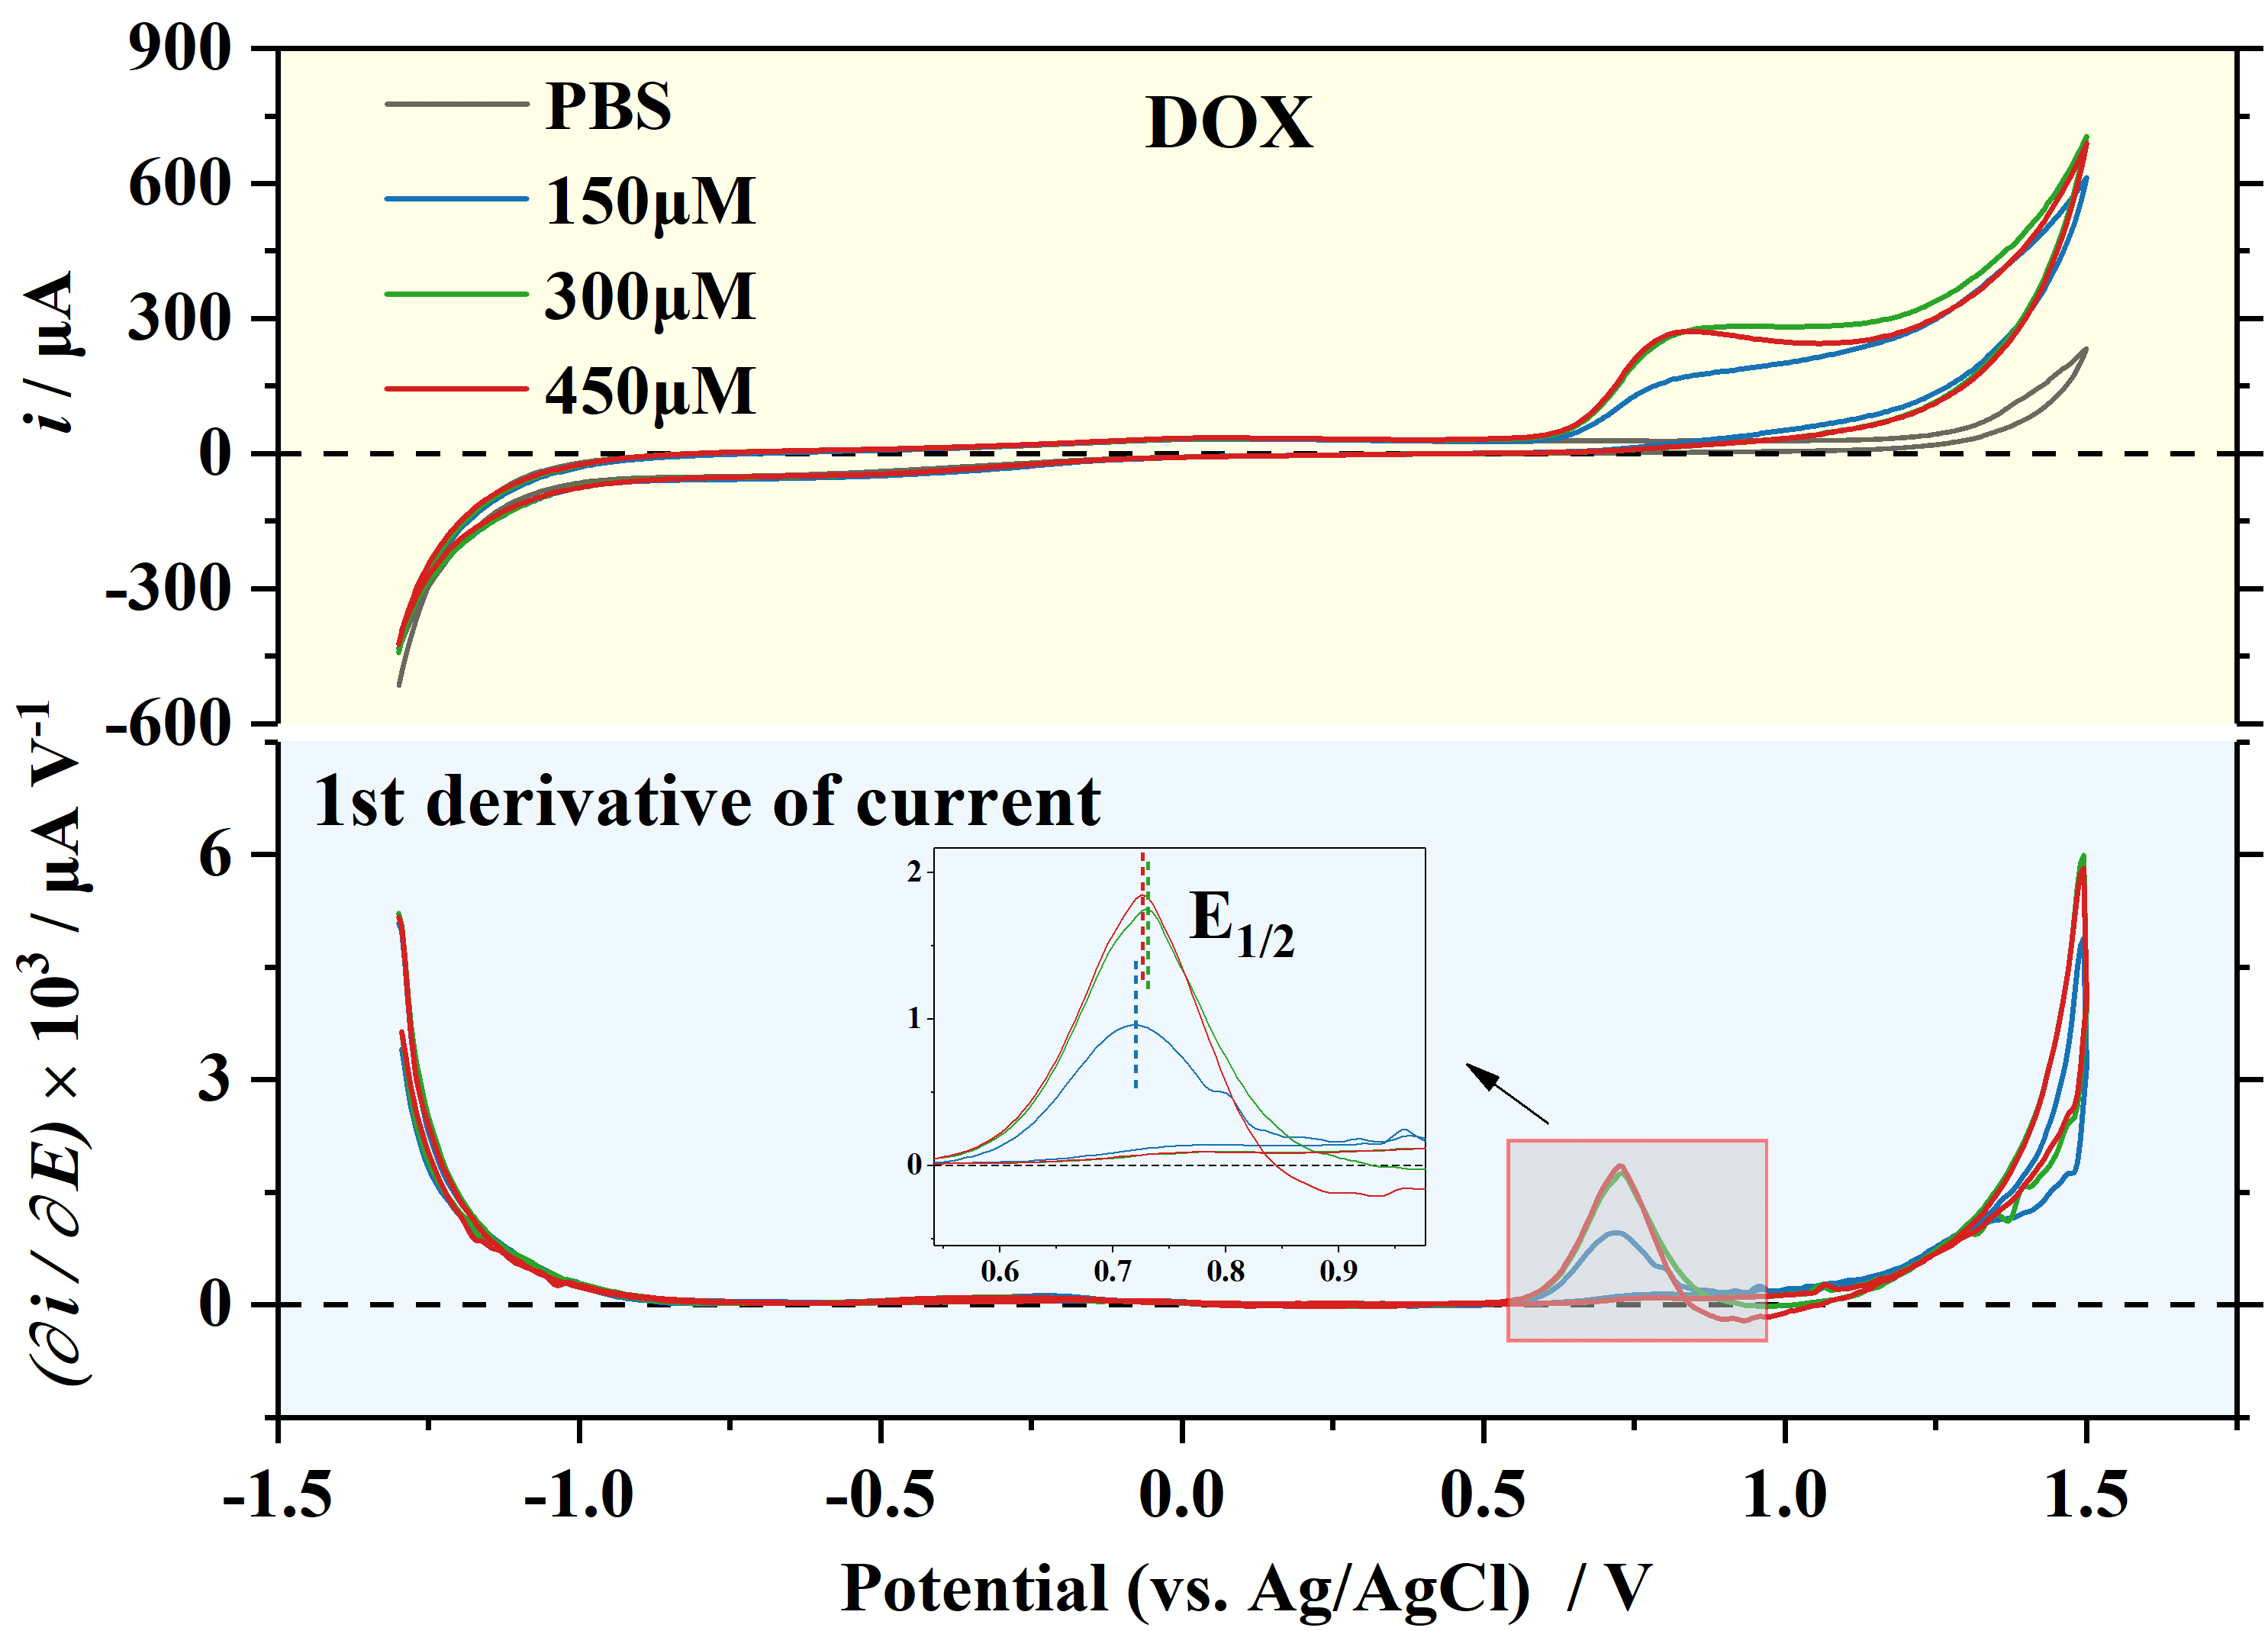 900
600
300
0
-300
-600
i / μA
PBS
150μM
300μM
450μM
DOX
(∂i / ∂E) × 10³ / μA V⁻¹
6
3
0
1st derivative of current
2
1
0
E₁/₂
0.6 0.7 0.8 0.9
-1.5 -1.0 -0.5 0.0 0.5 1.0 1.5
Potential (vs. Ag/AgCl) / V